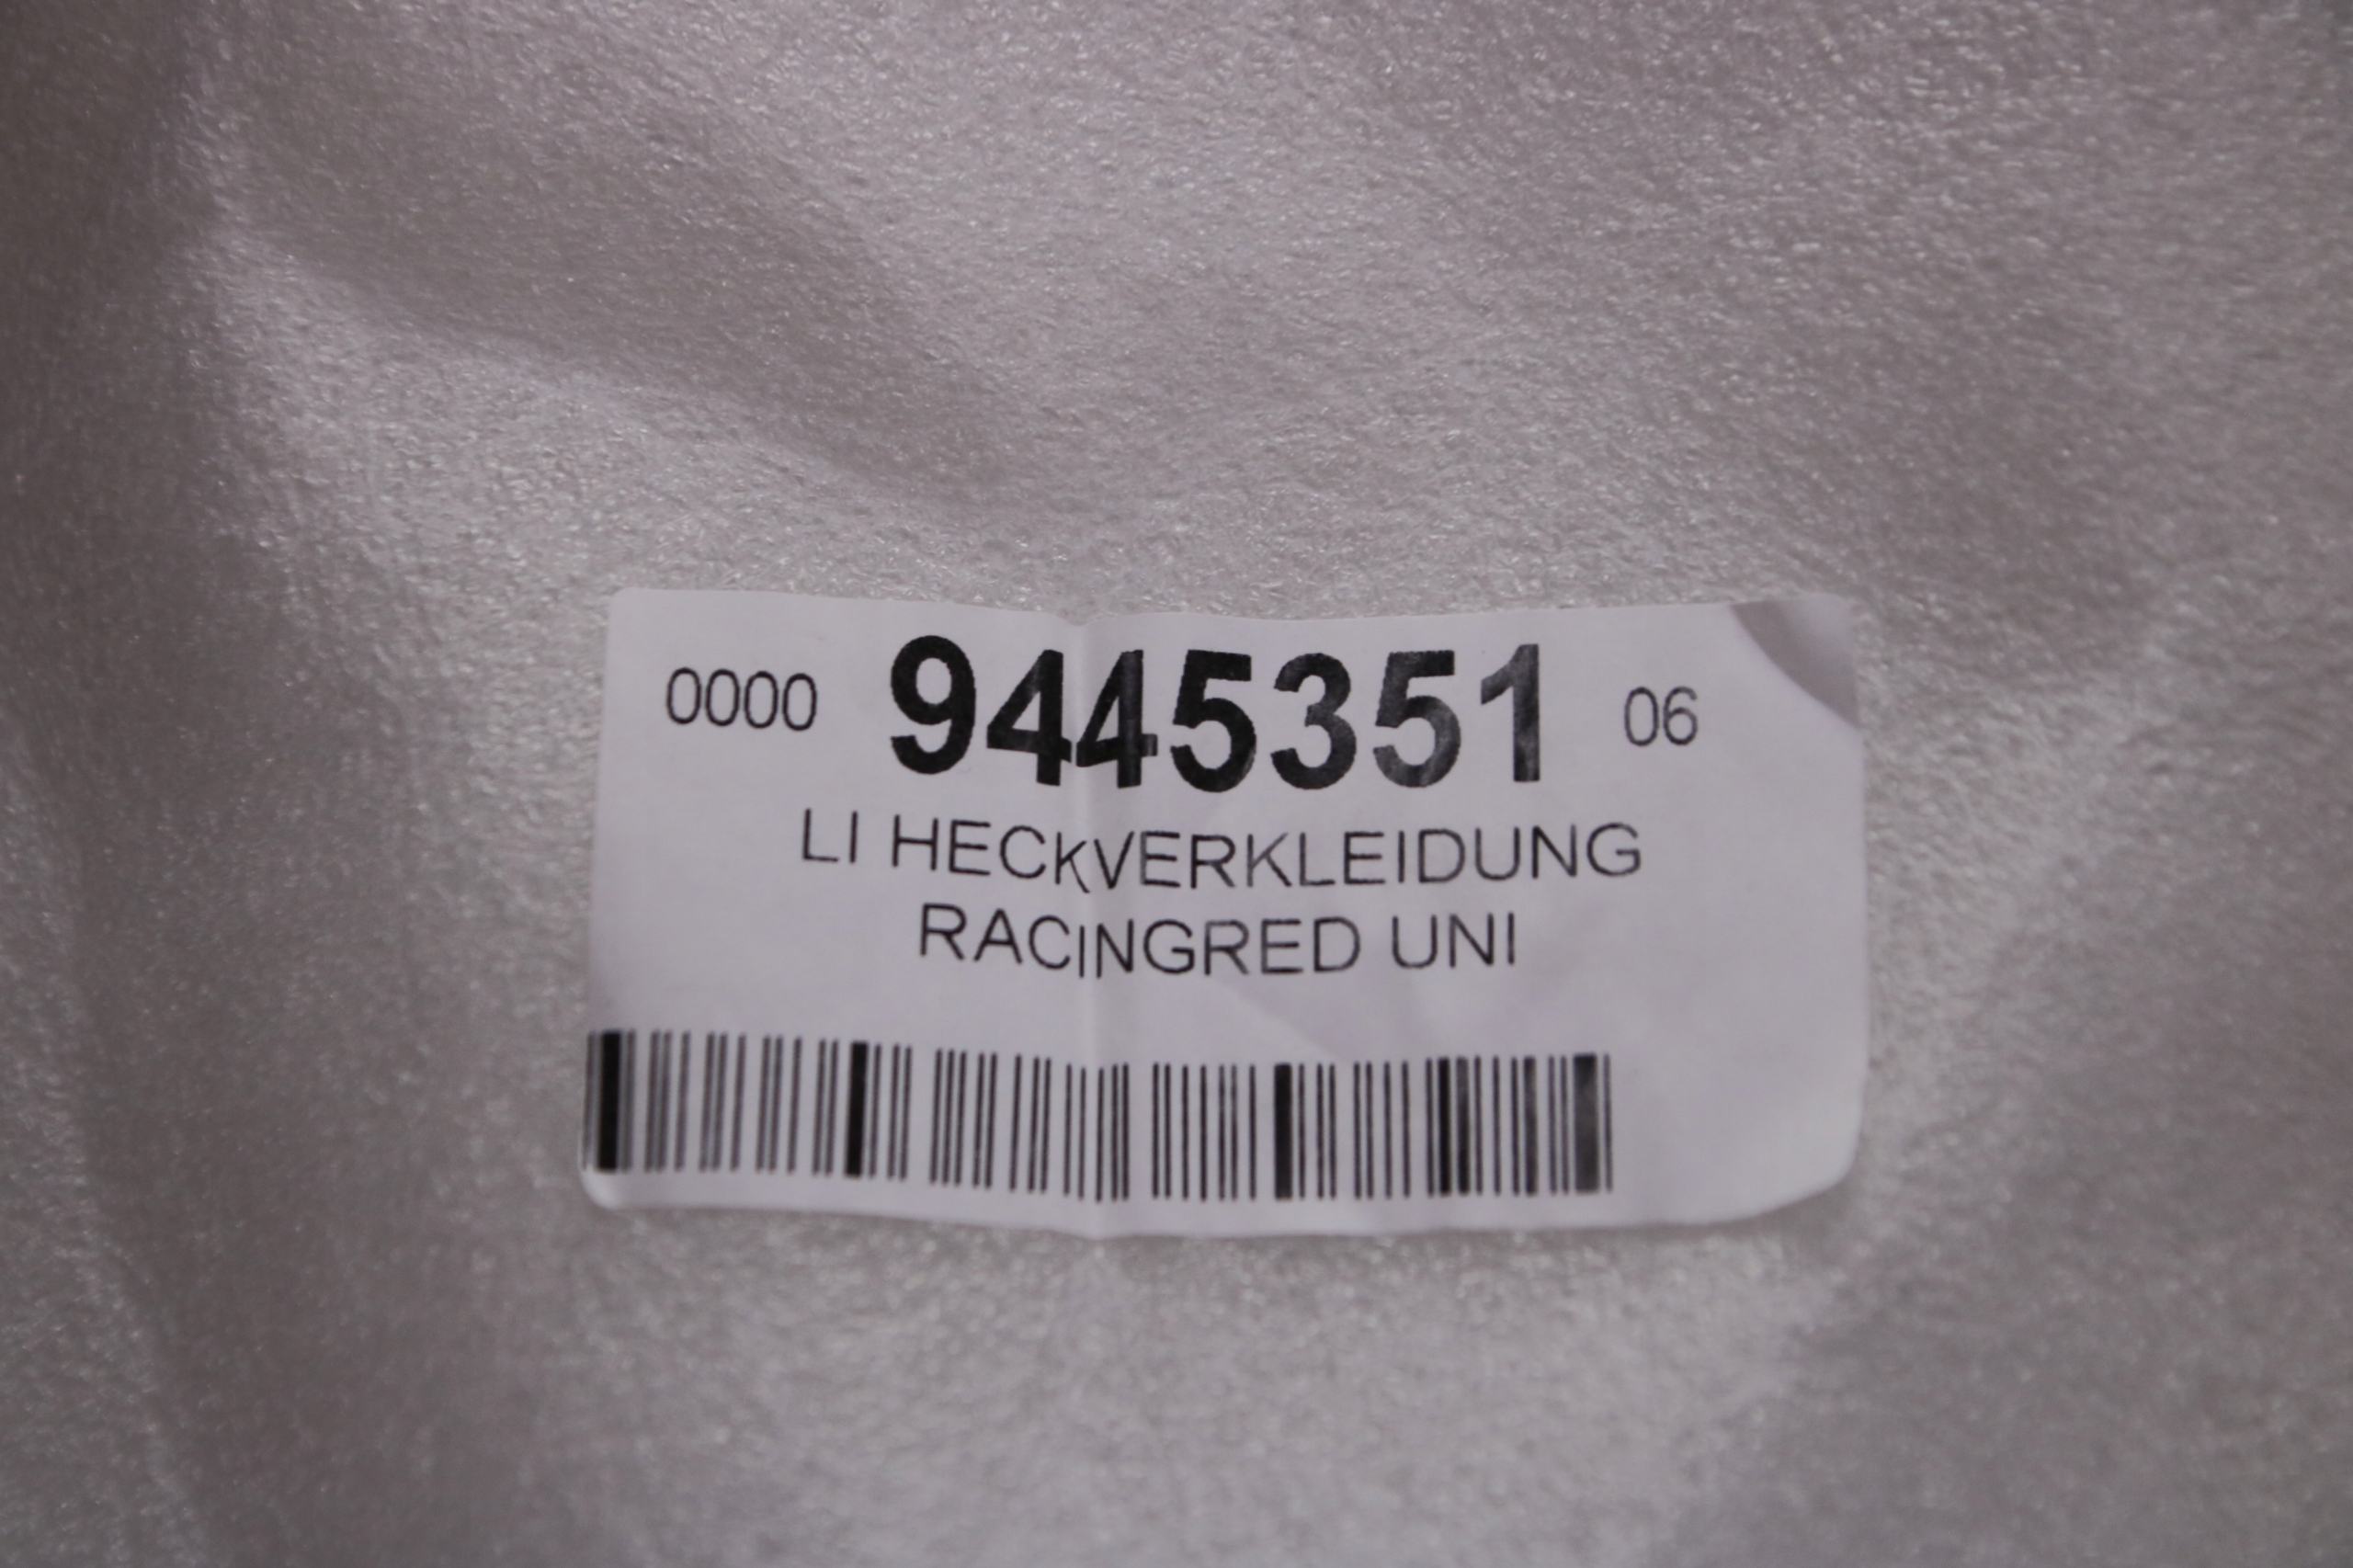 0000 9445351 06
LI HECKVERKLEIDUNG
RACINGRED UNI